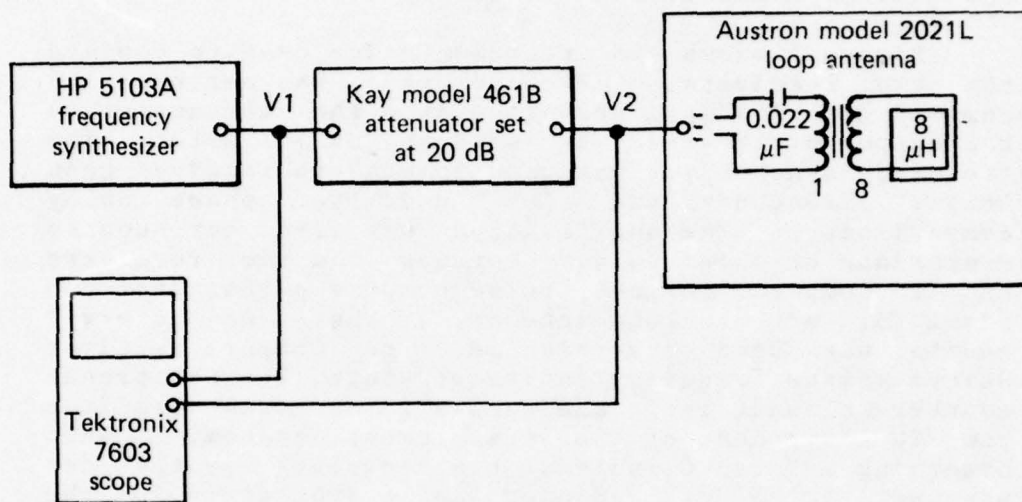 Austron model 2021L
loop antenna
HP 5103A
frequency
synthesizer
V1
Kay model 461B
attenuator set
at 20 dB
V2
0.022
μF
1
8
8
μH
Tektronix
7603
scope